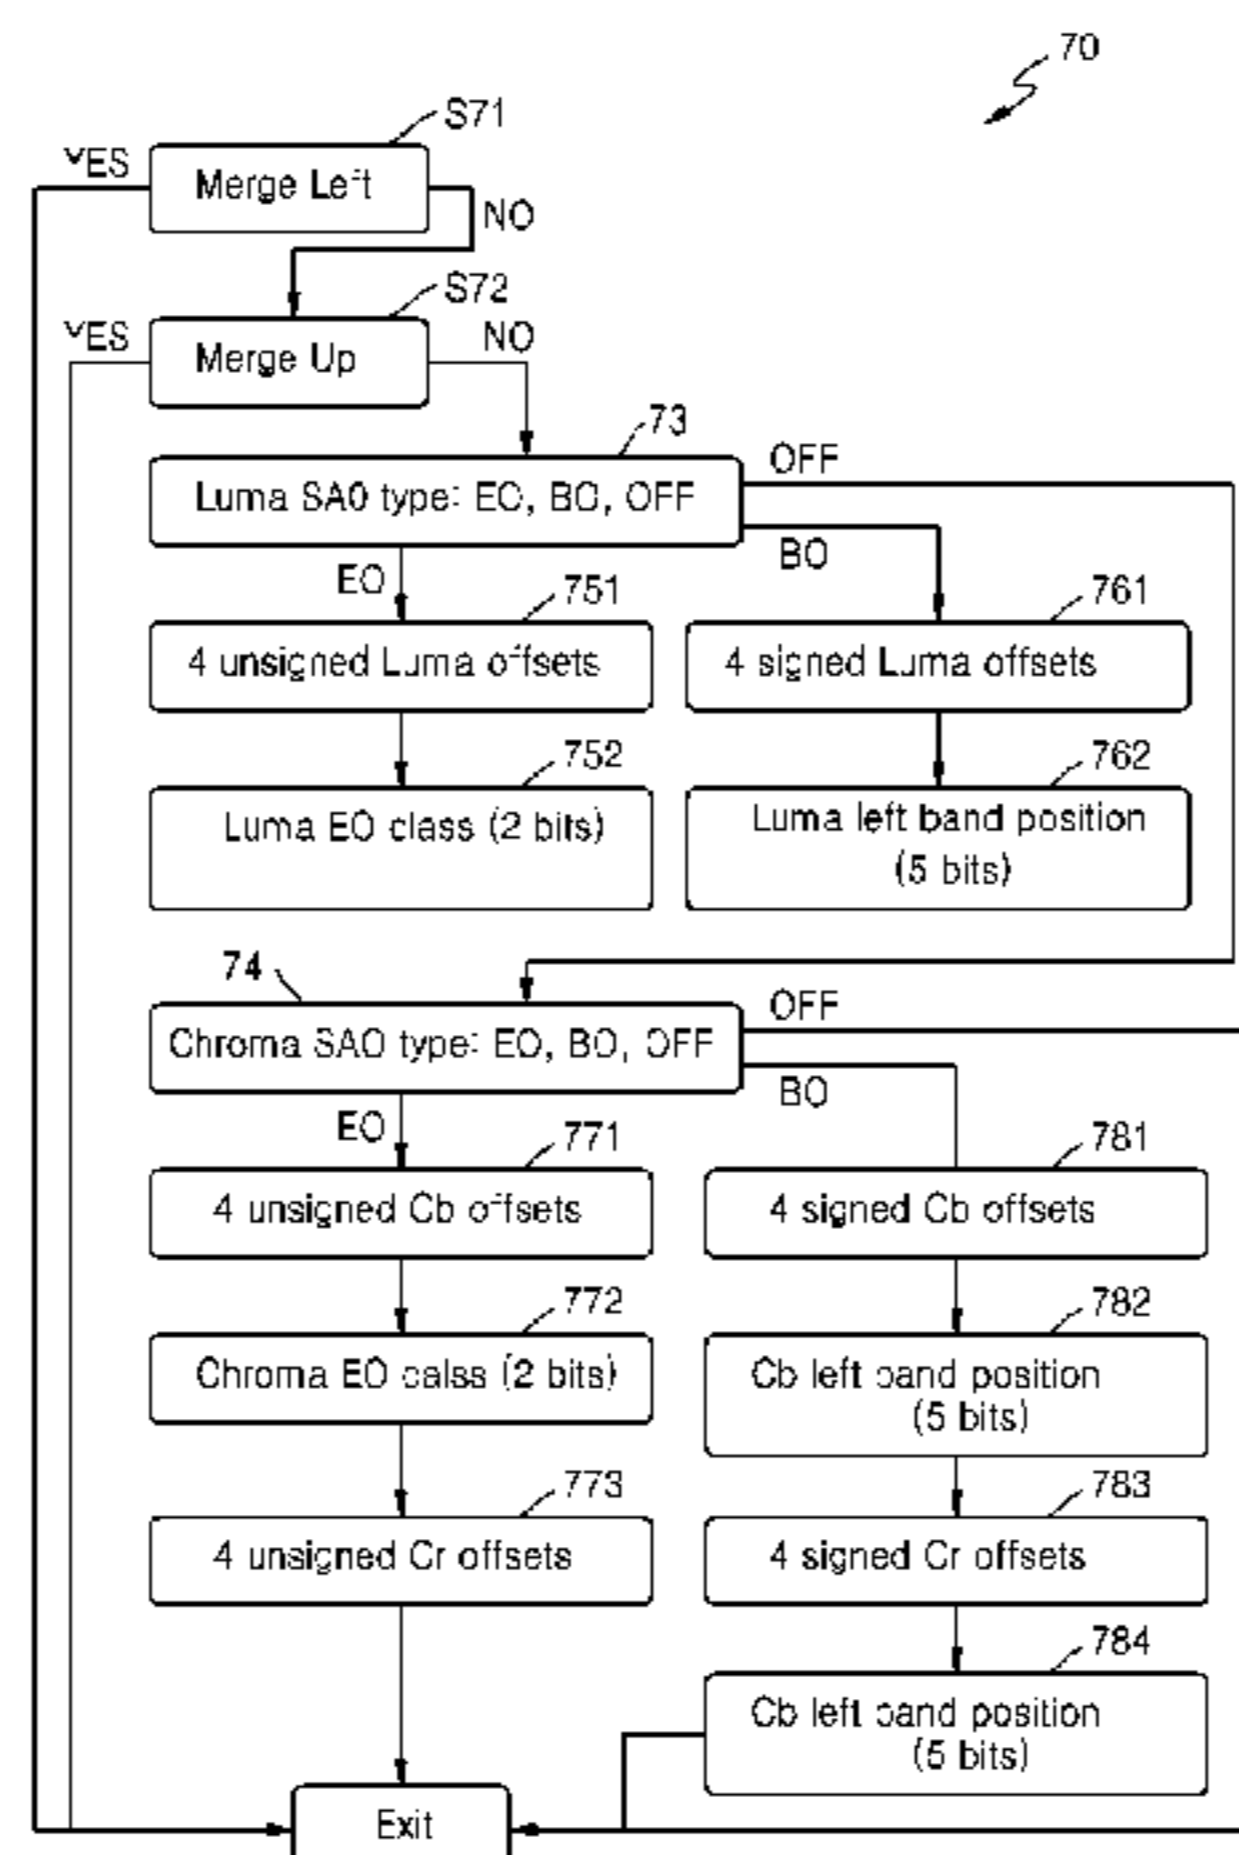 70
S71
YES
Merge Left
NO
S72
YES
Merge Up
NO
73
OFF
Luma SAO type: EO, BO, OFF
BO
EO
751
761
4 unsigned Luma offsets
4 signed Luma offsets
752
762
Luma EO class (2 bits)
Luma left band position
(5 bits)
74
OFF
Chroma SAO type: EO, BO, OFF
BO
EO
771
781
4 unsigned Cb offsets
4 signed Cb offsets
772
782
Chroma EO calss (2 bits)
Cb left band position
(5 bits)
773
783
4 unsigned Cr offsets
4 signed Cr offsets
784
Cb left band position
(5 bits)
Exit